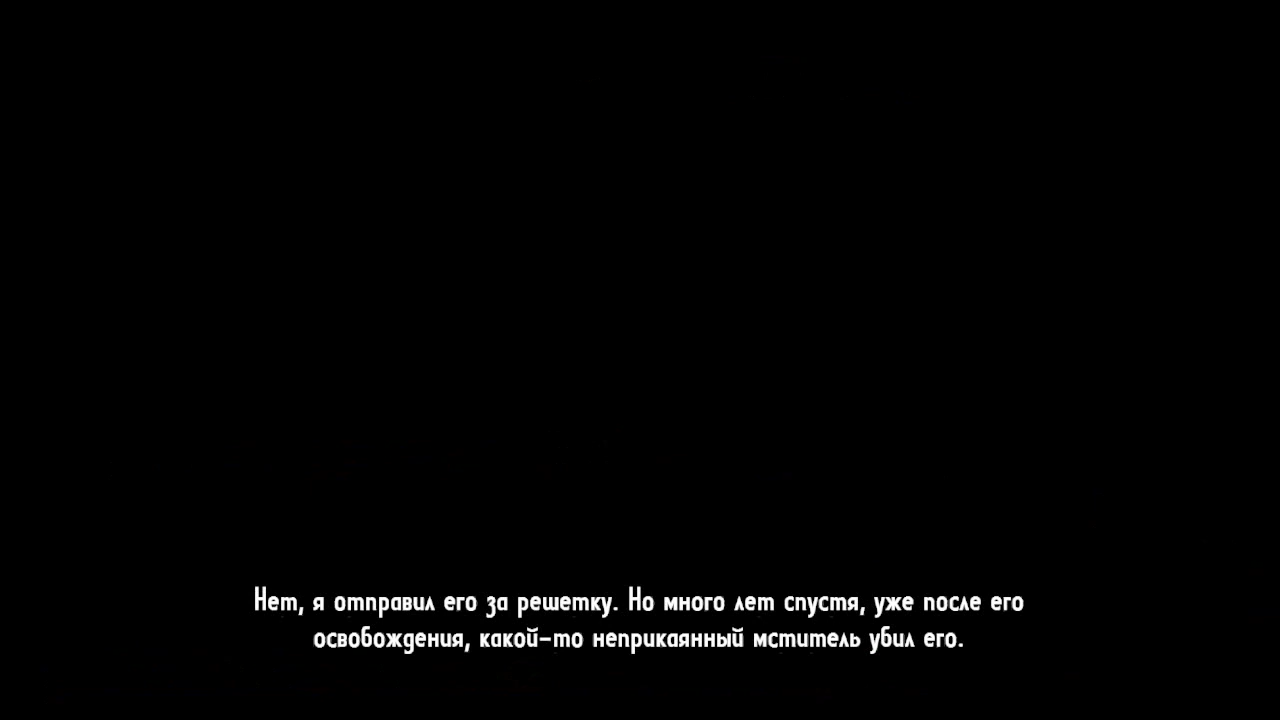 Нет, я отправил его за решетку. Но много лет спустя, уже после его
освобождения, какой-то неприкаянный мститель убил его.